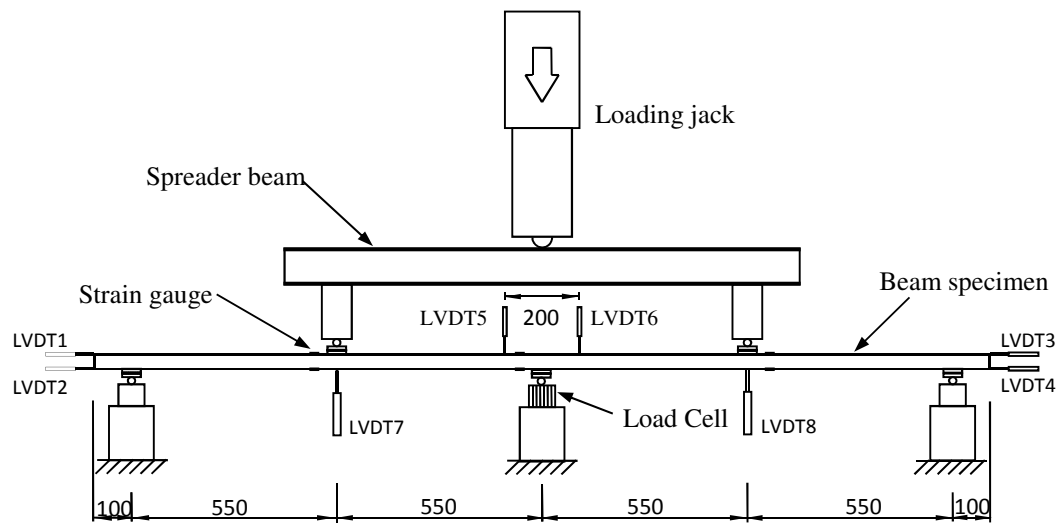 Loading jack
Spreader beam
Strain gauge
Beam specimen
LVDT5
200
LVDT6
LVDT1
LVDT3
LVDT2
LVDT4
LVDT7
Load Cell
LVDT8
100
550
550
550
550
100